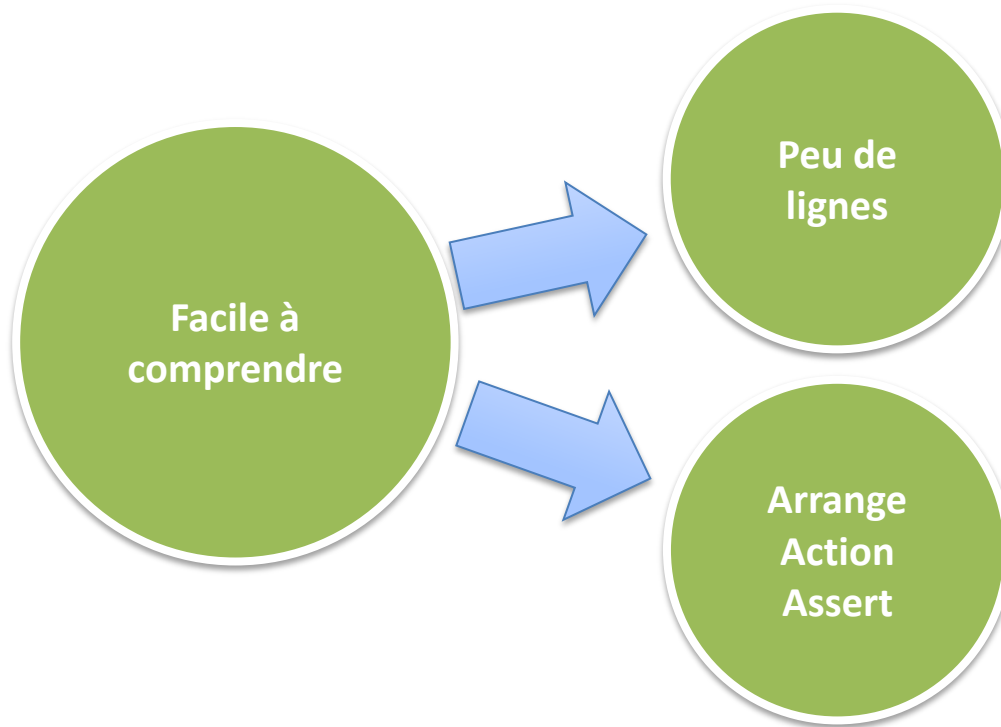 Facile à
comprendre
Peu de
lignes
Arrange
Action
Assert